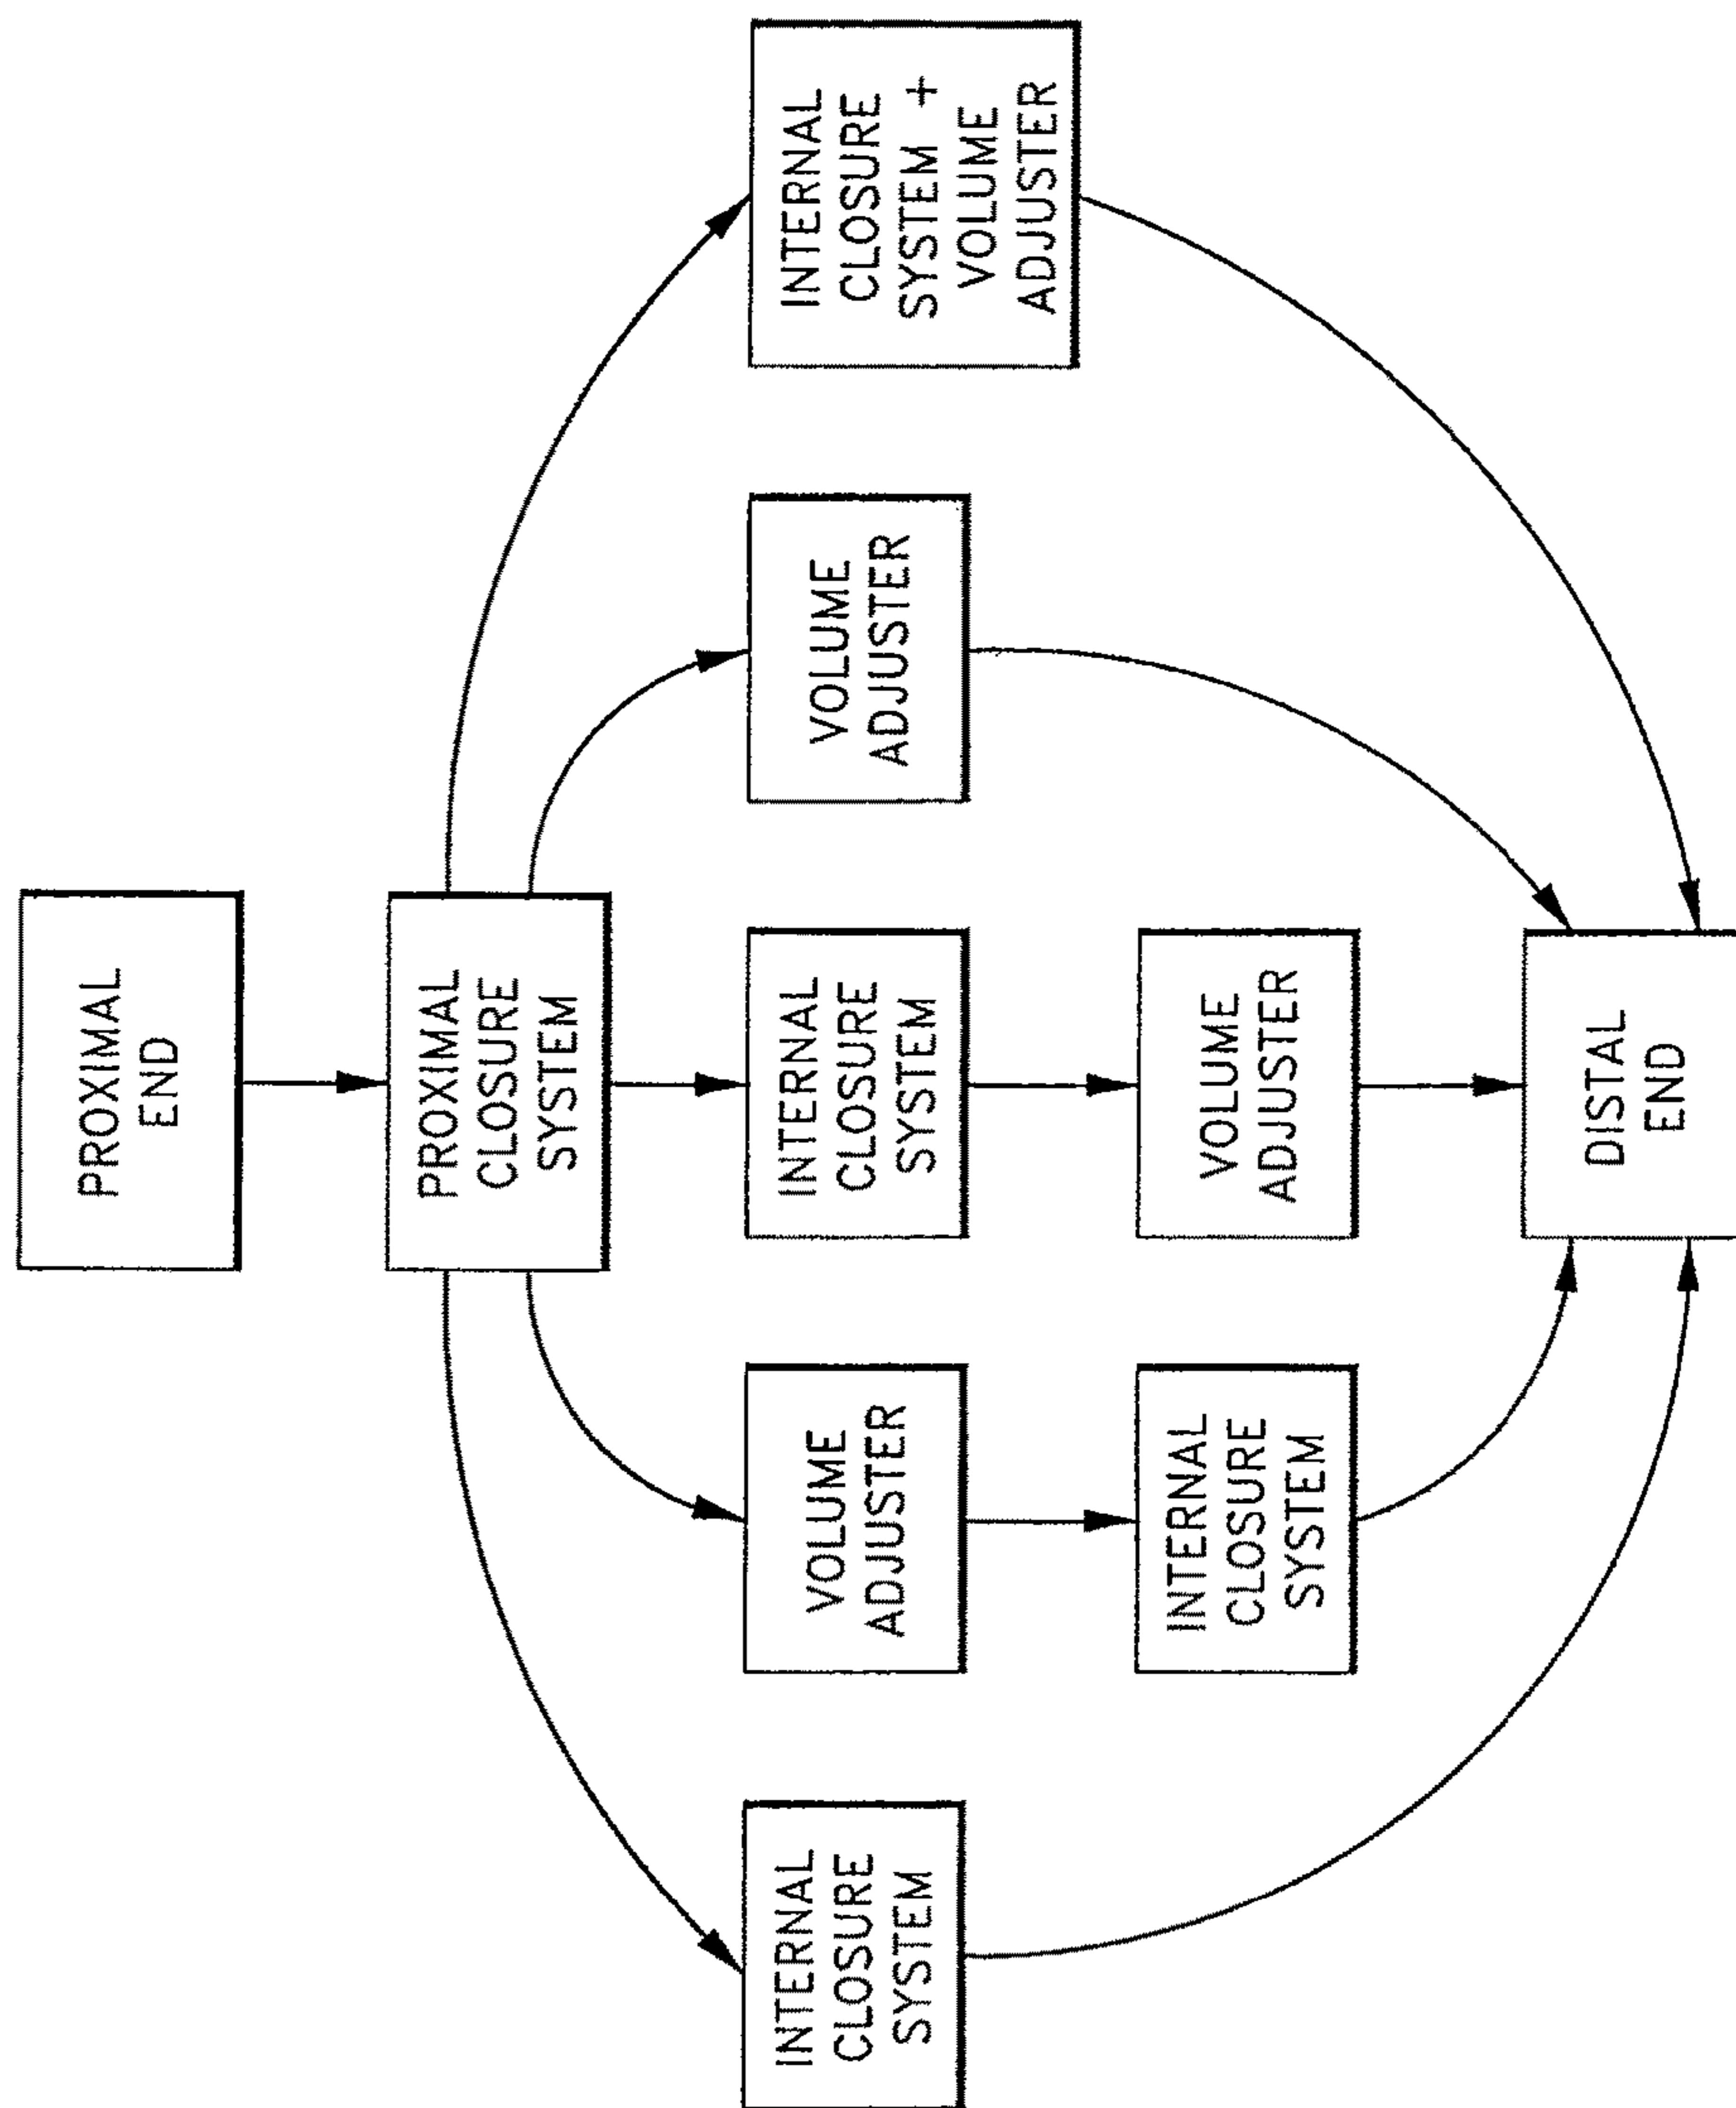 PROXIMAL
END
PROXIMAL
CLOSURE
SYSTEM
INTERNAL
CLOSURE
SYSTEM
VOLUME
ADJUSTER
INTERNAL
CLOSURE
SYSTEM
VOLUME
ADJUSTER
INTERNAL
CLOSURE
SYSTEM +
VOLUME
ADJUSTER
INTERNAL
CLOSURE
SYSTEM
VOLUME
ADJUSTER
DISTAL
END